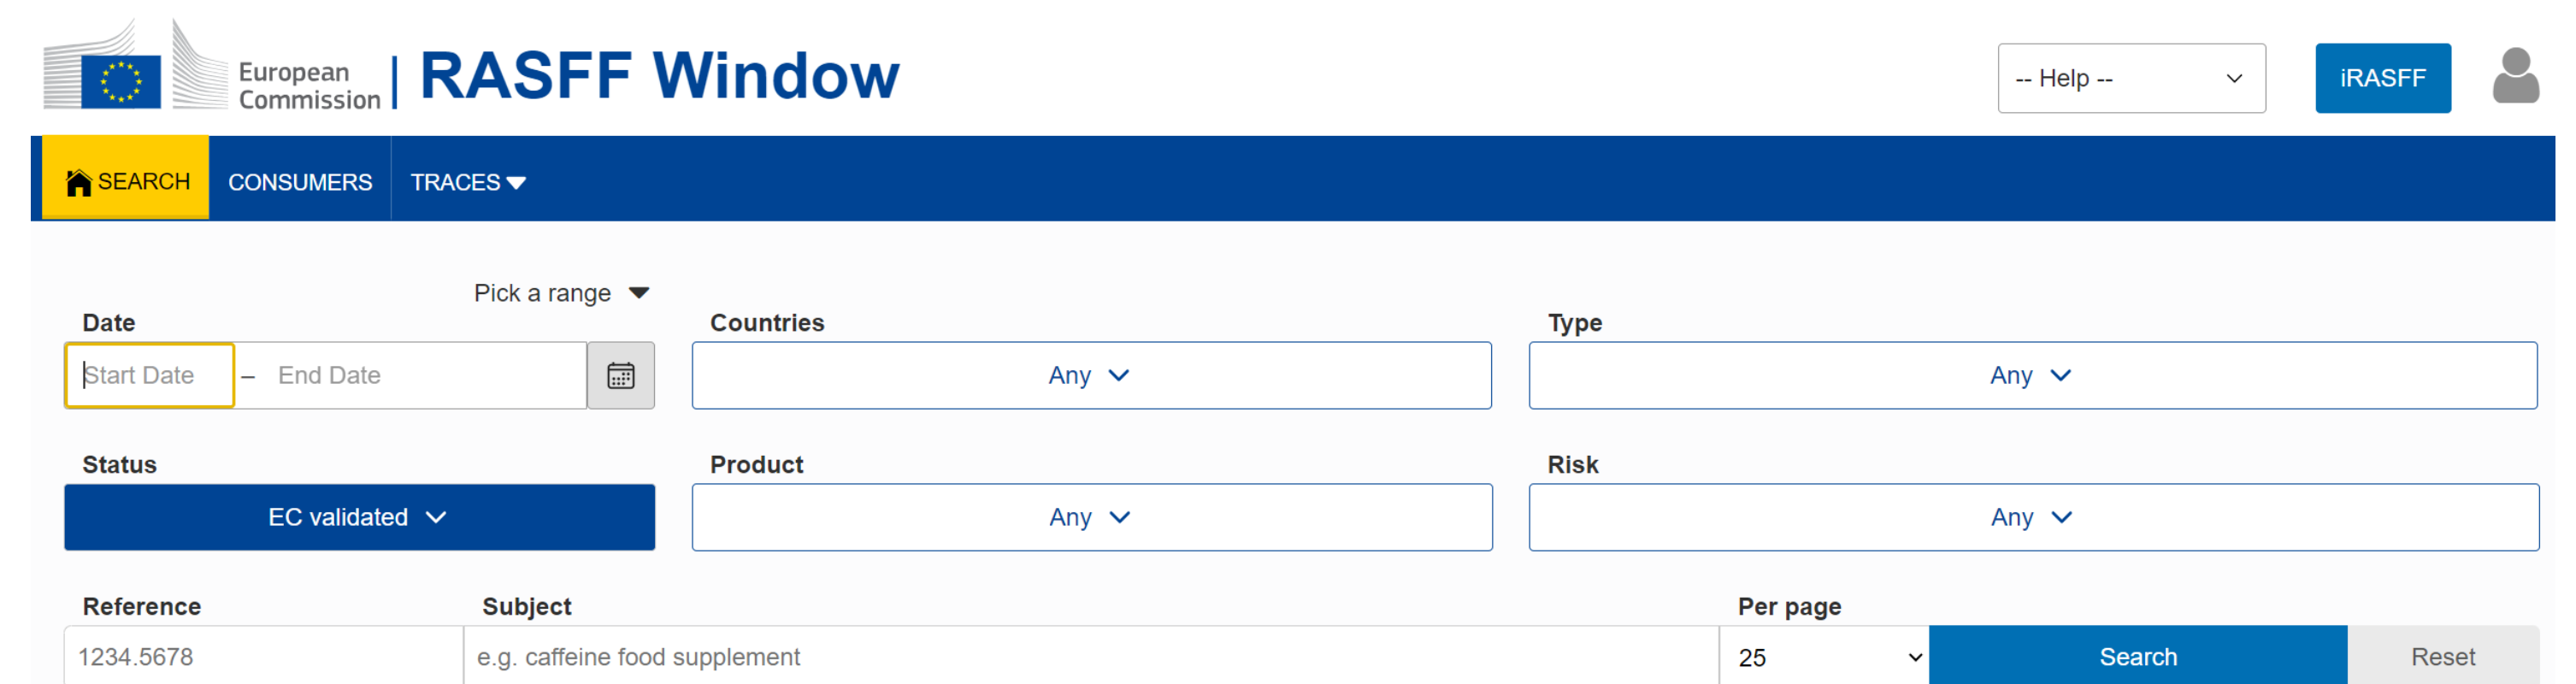 European
Commission
RASFF Window
-- Help --
iRASFF
SEARCH
CONSUMERS
TRACES
Pick a range
Date
Countries
Type
Start Date – End Date
Any
Any
Status
Product
Risk
EC validated
Any
Any
Reference
Subject
Per page
1234.5678
e.g. caffeine food supplement
25
Search
Reset